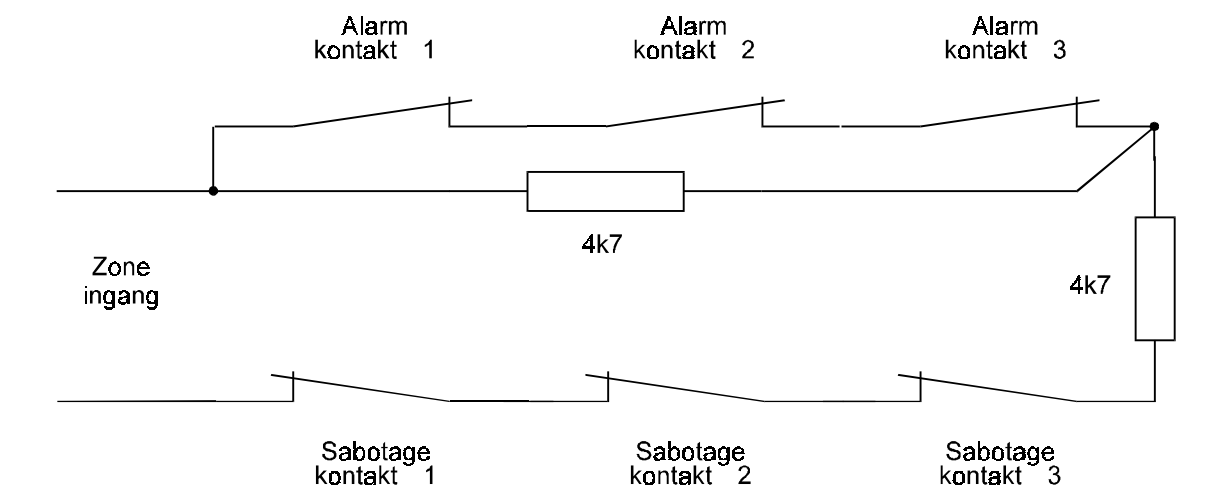 Alarm
kontakt 1
Alarm
kontakt 2
Alarm
kontakt 3
4k7
Zone
ingang
4k7
Sabotage
kontakt 1
Sabotage
kontakt 2
Sabotage
kontakt 3